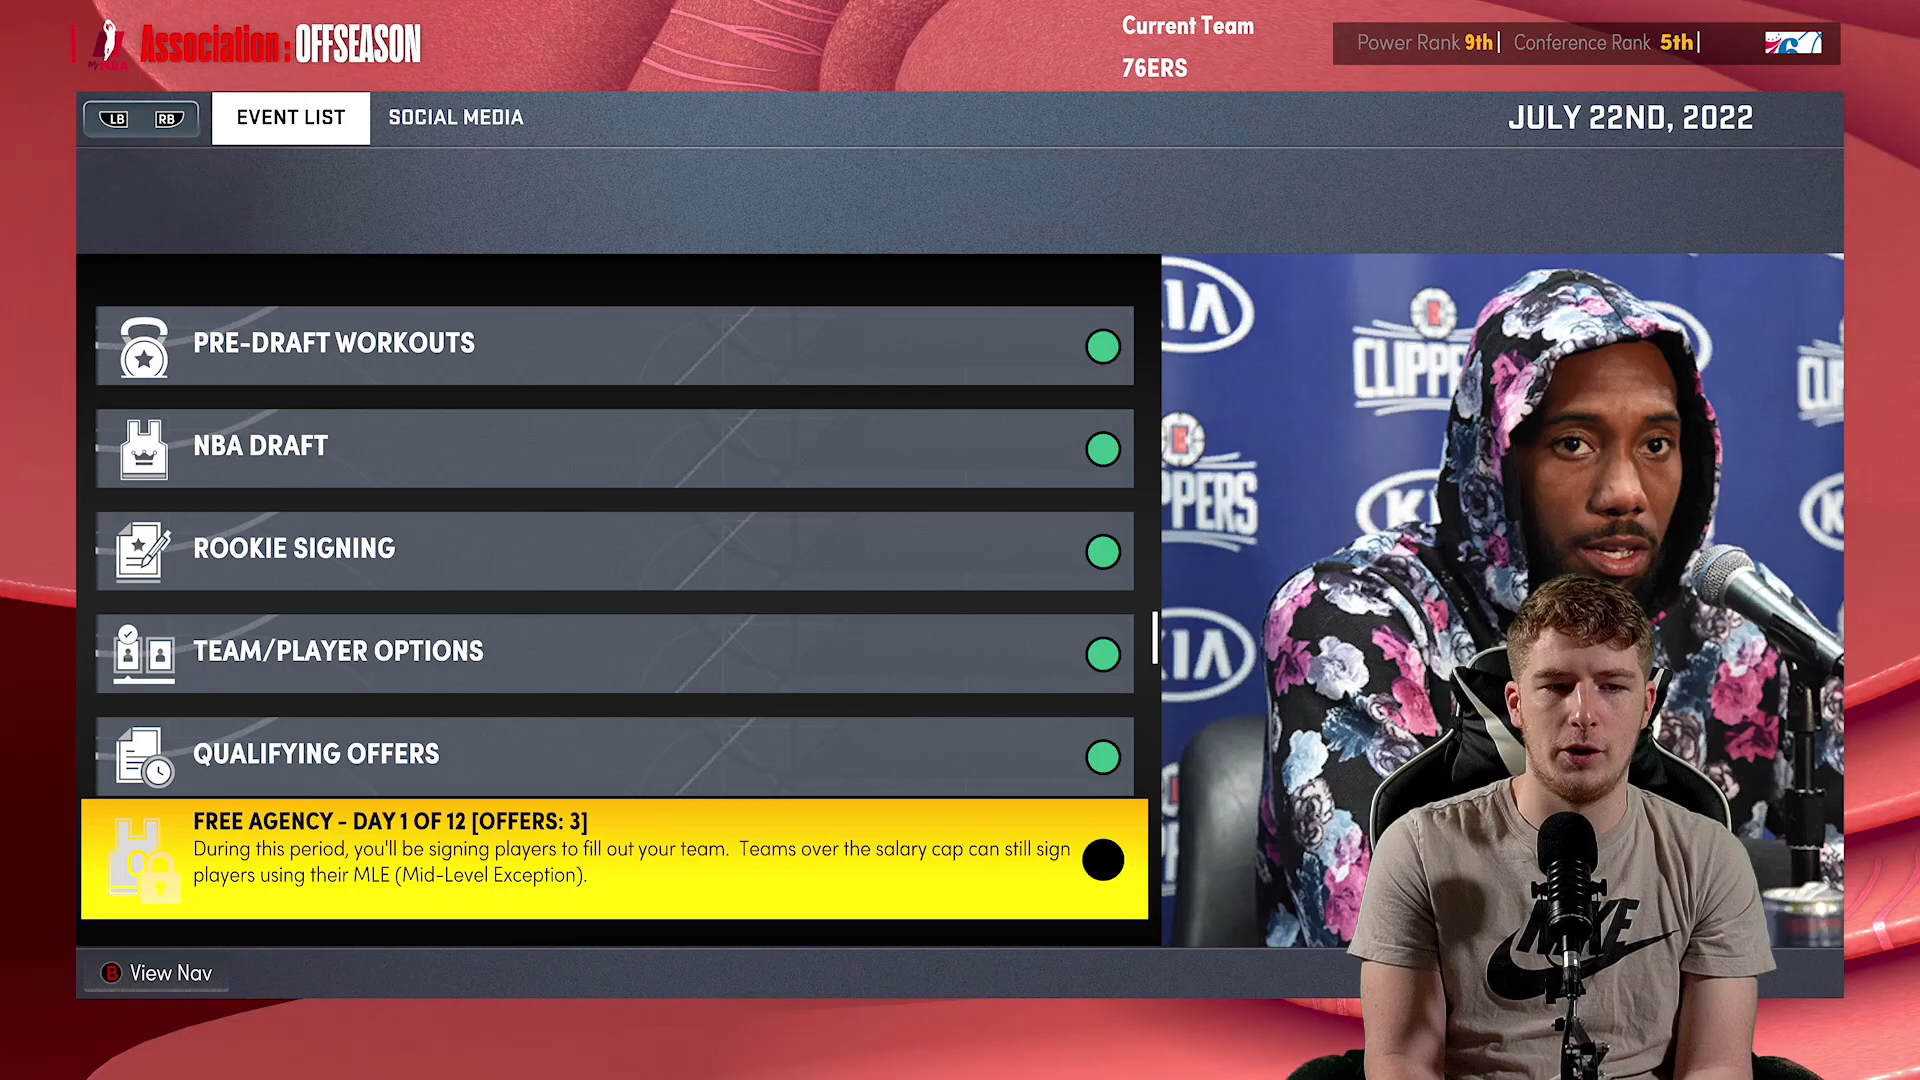 Association : OFFSEASON
MyNBA
Current Team
76ERS
Power Rank 9th | Conference Rank 5th |
LB RB EVENT LIST SOCIAL MEDIA
JULY 22ND, 2022
PRE-DRAFT WORKOUTS
NBA DRAFT
ROOKIE SIGNING
TEAM/PLAYER OPTIONS
QUALIFYING OFFERS
FREE AGENCY - DAY 1 OF 12 [OFFERS: 3]
During this period, you'll be signing players to fill out your team. Teams over the salary cap can still sign
players using their MLE (Mid-Level Exception).
B View Nav
KIA
NIKE